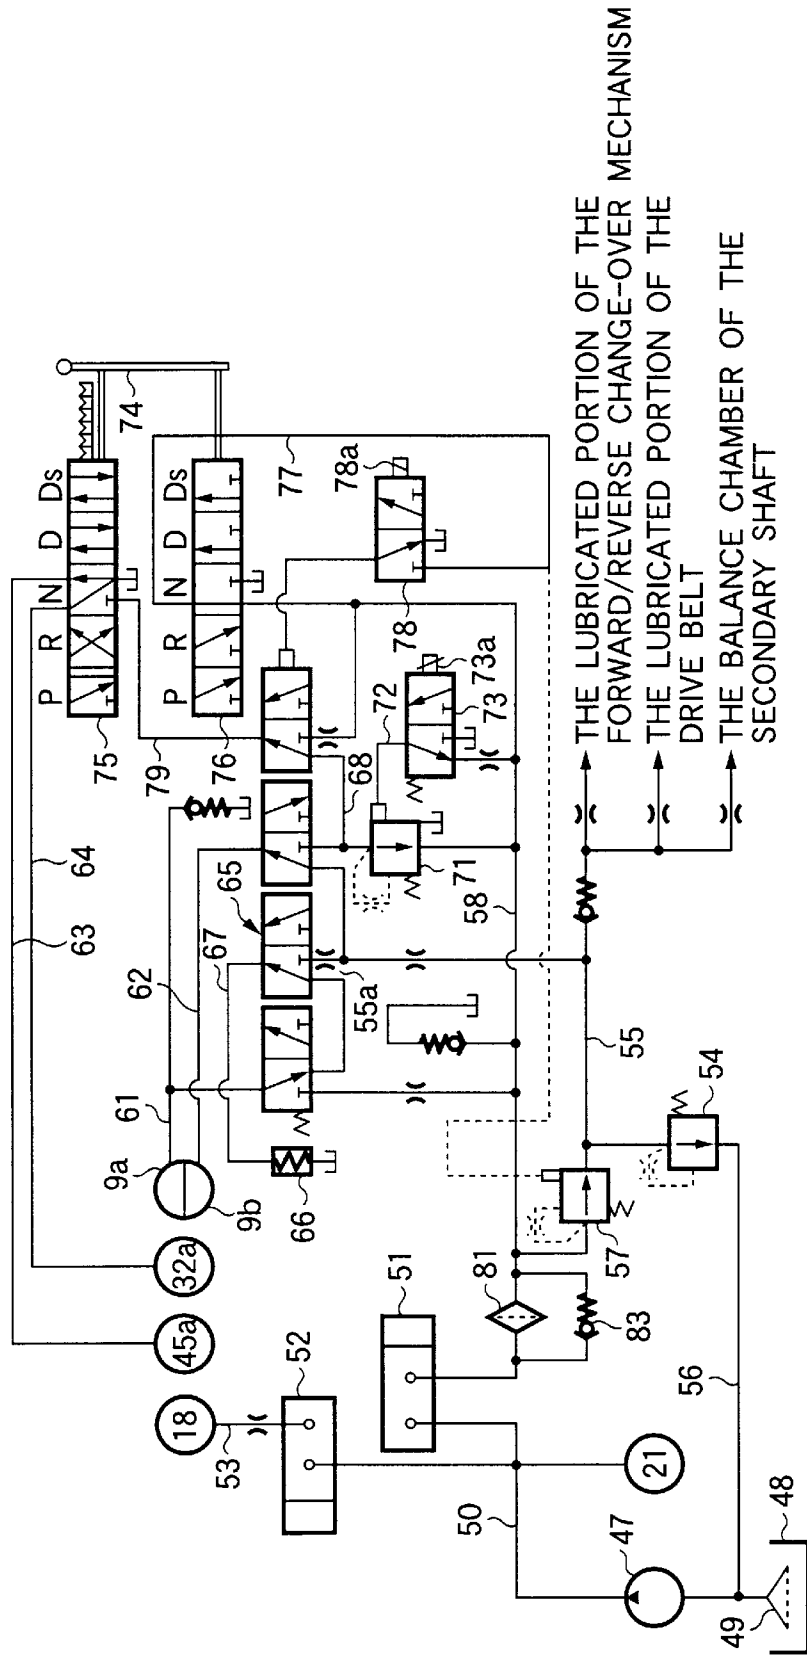 P R N D Ds
75
74
79
P R N D Ds
76
77
63
64
61
62
67
65
9a
9b
66
55a
68
72
71
73a
73
78
78a
58
45a
32a
18
53
52
51
81
83
57
55
54
50
21
47
56
49
48
THE LUBRICATED PORTION OF THE
FORWARD/REVERSE CHANGE-OVER MECHANISM
THE LUBRICATED PORTION OF THE
DRIVE BELT
THE BALANCE CHAMBER OF THE
SECONDARY SHAFT